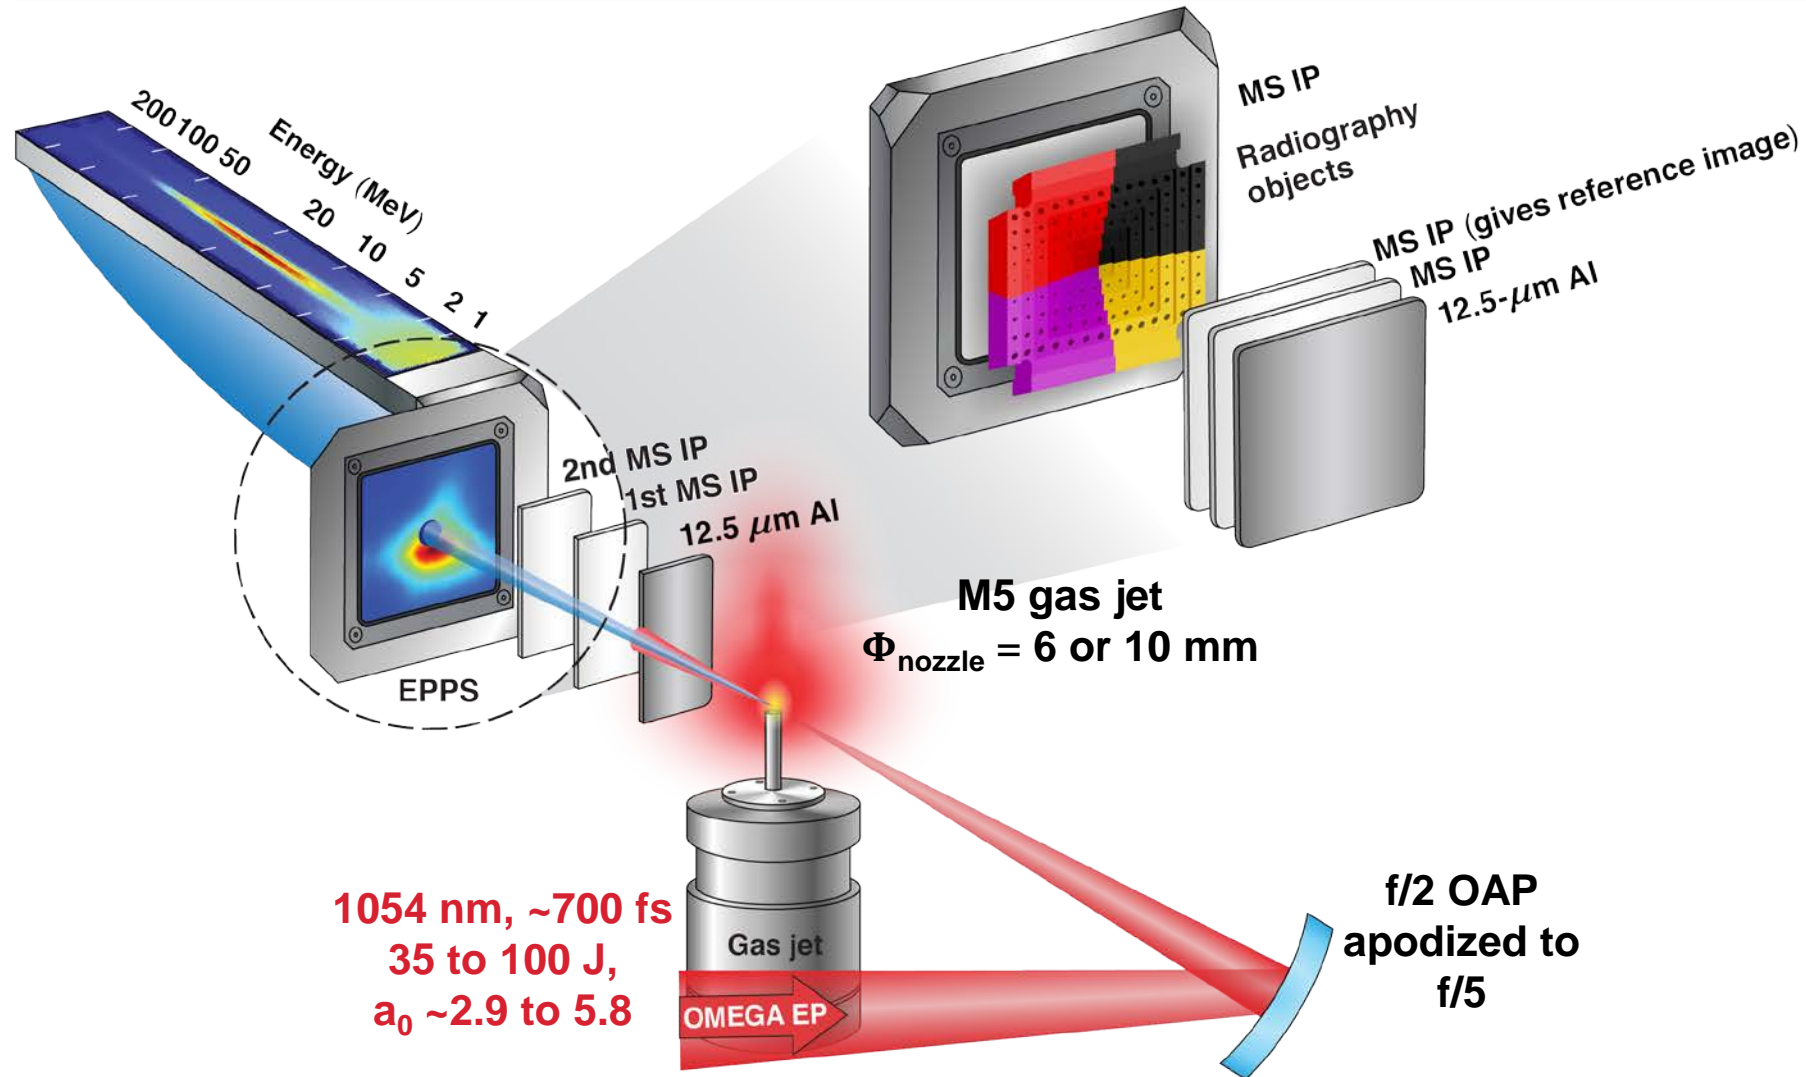 200 100 50
Energy (MeV)
20
10
5
2
1
MS IP
Radiography
objects
MS IP (gives reference image)
MS IP
12.5-μm Al
2nd MS IP
1st MS IP
12.5 μm Al
EPPS
M5 gas jet
Φnozzle = 6 or 10 mm
1054 nm, ~700 fs
35 to 100 J,
a0 ~2.9 to 5.8
Gas jet
OMEGA EP
f/2 OAP
apodized to
f/5